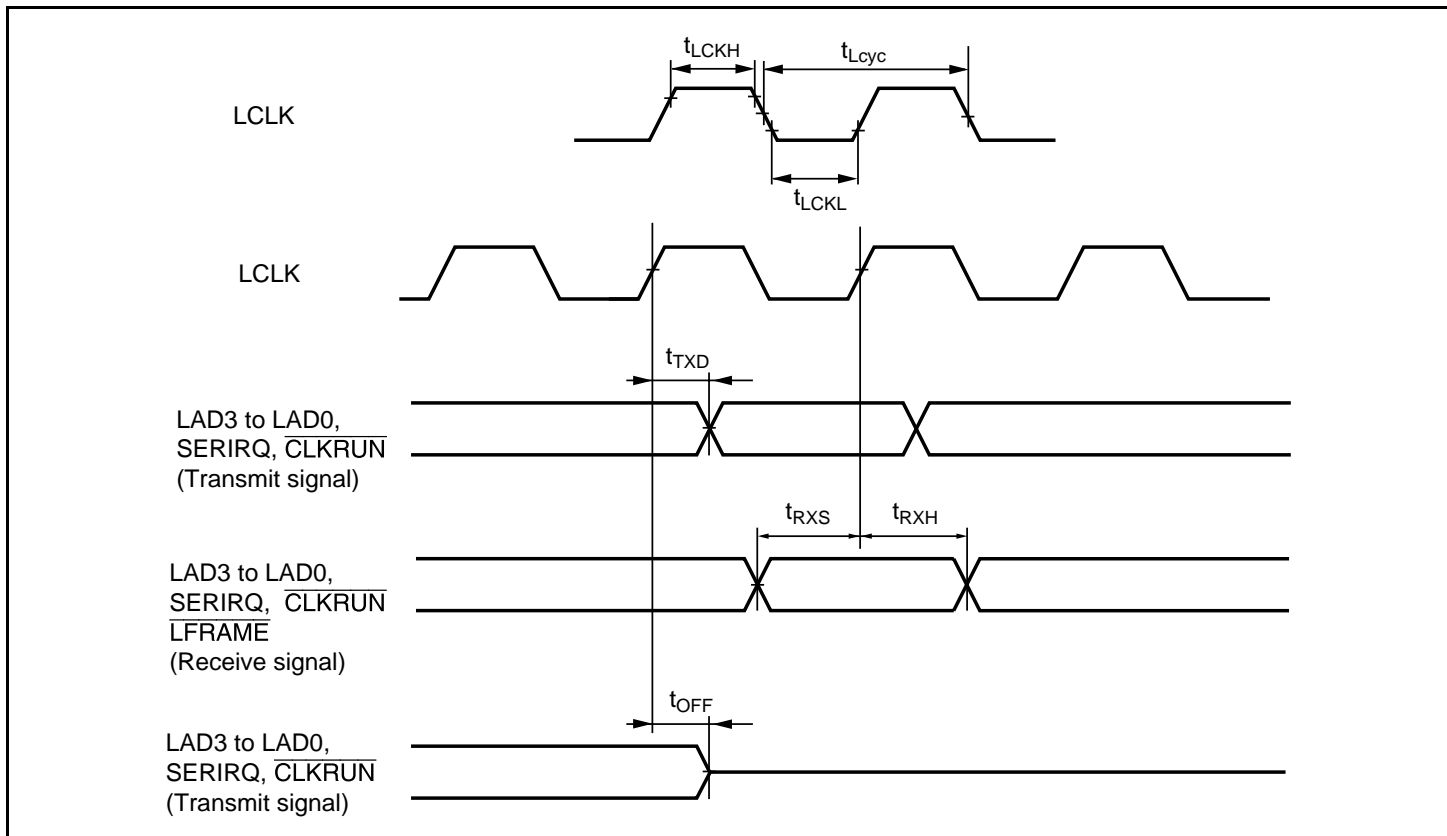 tLCKH
tLcyc
LCLK
tLCKL
LCLK
tTXD
LAD3 to LAD0,
SERIRQ, CLKRUN
(Transmit signal)
tRXS
tRXH
LAD3 to LAD0,
SERIRQ, CLKRUN
LFRAME
(Receive signal)
tOFF
LAD3 to LAD0,
SERIRQ, CLKRUN
(Transmit signal)